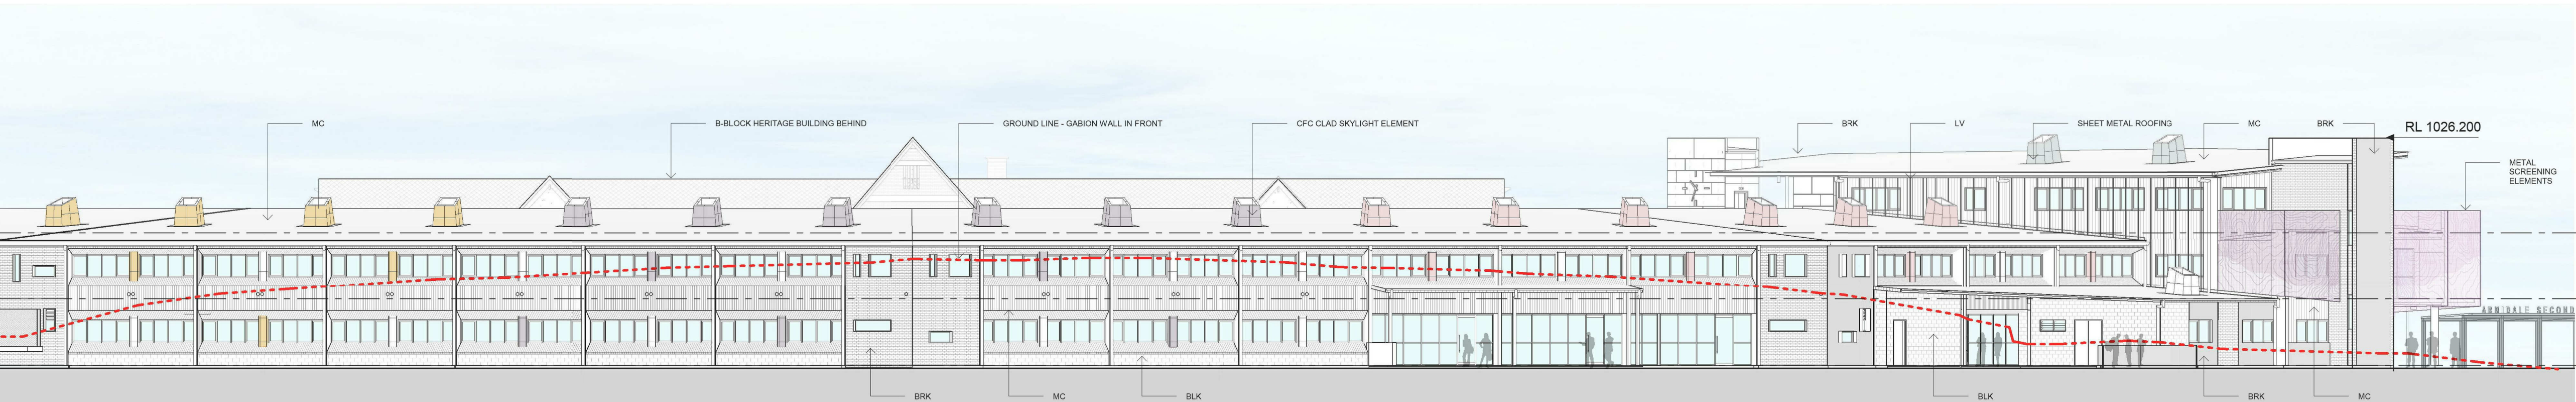 MC
B-BLOCK HERITAGE BUILDING BEHIND
GROUND LINE - GABION WALL IN FRONT
CFC CLAD SKYLIGHT ELEMENT
BRK
LV
SHEET METAL ROOFING
MC
BRK
RL 1026.200
METAL
SCREENING
ELEMENTS
ARMIDALE SECOND
BRK
MC
BLK
BLK
BRK
MC